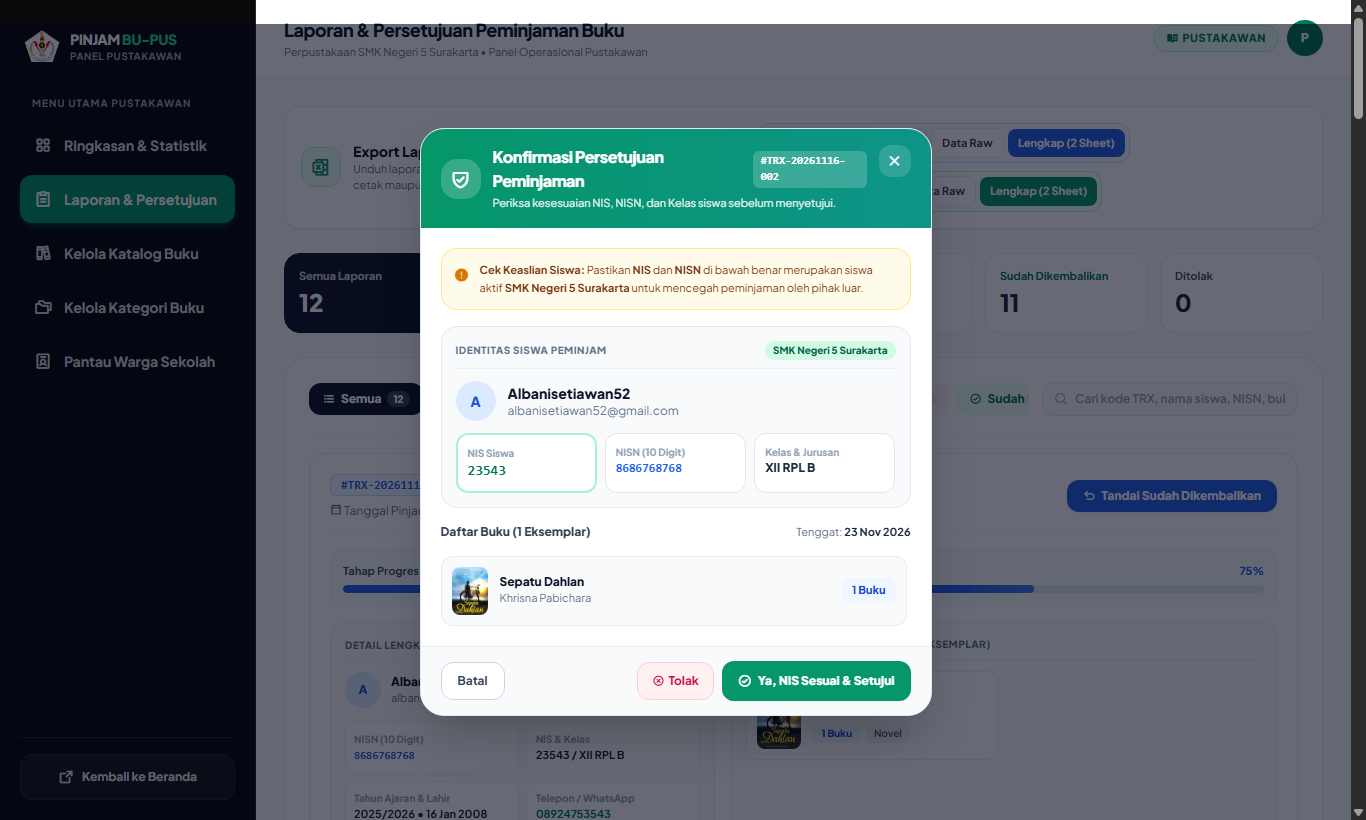 PINJAM BU-PUS
PANEL PUSTAKAWAN
MENU UTAMA PUSTAKAWAN
Ringkasan & Statistik
Laporan & Persetujuan
Kelola Katalog Buku
Kelola Kategori Buku
Pantau Warga Sekolah
Kembali ke Beranda
Laporan & Persetujuan Peminjaman Buku
Perpustakaan SMK Negeri 5 Surakarta • Panel Operasional Pustakawan
PUSTAKAWAN
P
Export
Unduh
cetak
Data Raw
Lengkap (2 Sheet)
Raw
Lengkap (2 Sheet)
Semua Laporan
12
Sudah Dikembalikan
11
Ditolak
0
Semua 12
Sudah
Cari kode TRX, nama siswa, NISN, bul
#TRX-2026111
Tanggal
Tandai Sudah Dikembalikan
Tahap Progres
75%
DETAIL
A
NISN (10 Digit)
8686768768
NIS & Kelas
23543 / XII RPL B
Tahun Ajaran & Lahir
2025/2026 • 16 Jan 2008
Telepon / WhatsApp
08924753543
1 Buku
Novel
Konfirmasi Persetujuan
Peminjaman
#TRX-20261116-
002
Periksa kesesuaian NIS, NISN, dan Kelas siswa sebelum menyetujui.
Cek Keaslian Siswa: Pastikan NIS dan NISN di bawah benar merupakan siswa
aktif SMK Negeri 5 Surakarta untuk mencegah peminjaman oleh pihak luar.
IDENTITAS SISWA PEMINJAM
SMK Negeri 5 Surakarta
A
Albanisetiawan52
albanisetiawan52@gmail.com
NIS Siswa
23543
NISN (10 Digit)
8686768768
Kelas & Jurusan
XII RPL B
Daftar Buku (1 Eksemplar)
Tenggat: 23 Nov 2026
Sepatu Dahlan
Khrisna Pabichara
1 Buku
Batal
Tolak
Ya, NIS Sesuai & Setujui